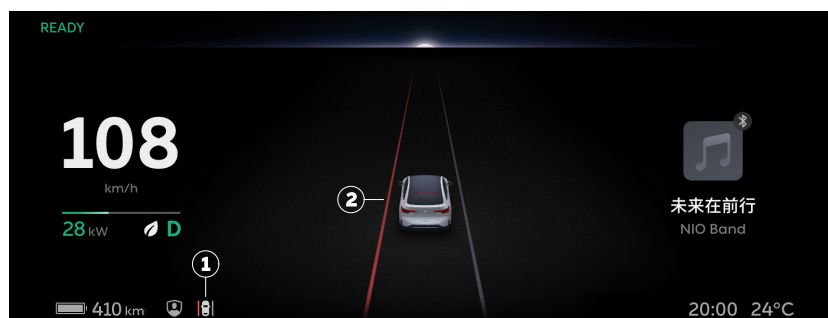 READY
108
km/h
28 kW D
1
2
未来在前行
NIO Band
410 km
20:00 24°C